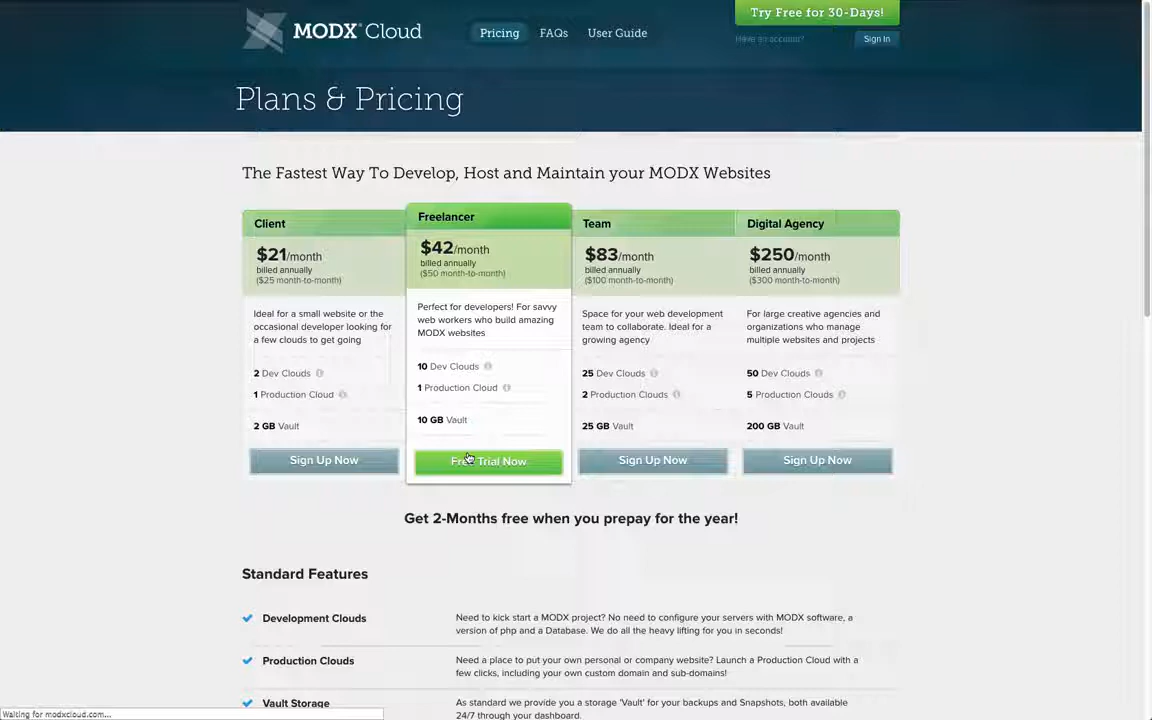 MODX Cloud
Pricing
FAQs
User Guide
Try Free for 30-Days!
Have an account?
Sign In
Plans & Pricing
The Fastest Way To Develop, Host and Maintain your MODX Websites
Client
$21/month
billed annually
($25 month-to-month)
Ideal for a small website or the
occasional developer looking for
a few clouds to get going
2 Dev Clouds
1 Production Cloud
2 GB Vault
Sign Up Now
Freelancer
$42/month
billed annually
($50 month-to-month)
Perfect for developers! For savvy
web workers who build amazing
MODX websites
10 Dev Clouds
1 Production Cloud
10 GB Vault
Free Trial Now
Team
$83/month
billed annually
($100 month-to-month)
Space for your web development
team to collaborate. Ideal for a
growing agency
25 Dev Clouds
2 Production Clouds
25 GB Vault
Sign Up Now
Digital Agency
$250/month
billed annually
($300 month-to-month)
For large creative agencies and
organizations who manage
multiple websites and projects
50 Dev Clouds
5 Production Clouds
200 GB Vault
Sign Up Now
Get 2-Months free when you prepay for the year!
Standard Features
Development Clouds
Need to kick start a MODX project? No need to configure your servers with MODX software, a
version of php and a Database. We do all the heavy lifting for you in seconds!
Production Clouds
Need a place to put your own personal or company website? Launch a Production Cloud with a
few clicks, including your own custom domain and sub-domains!
Vault Storage
As standard we provide you a storage 'Vault' for your backups and Snapshots, both available
24/7 through your dashboard.
Waiting for modxcloud.com...